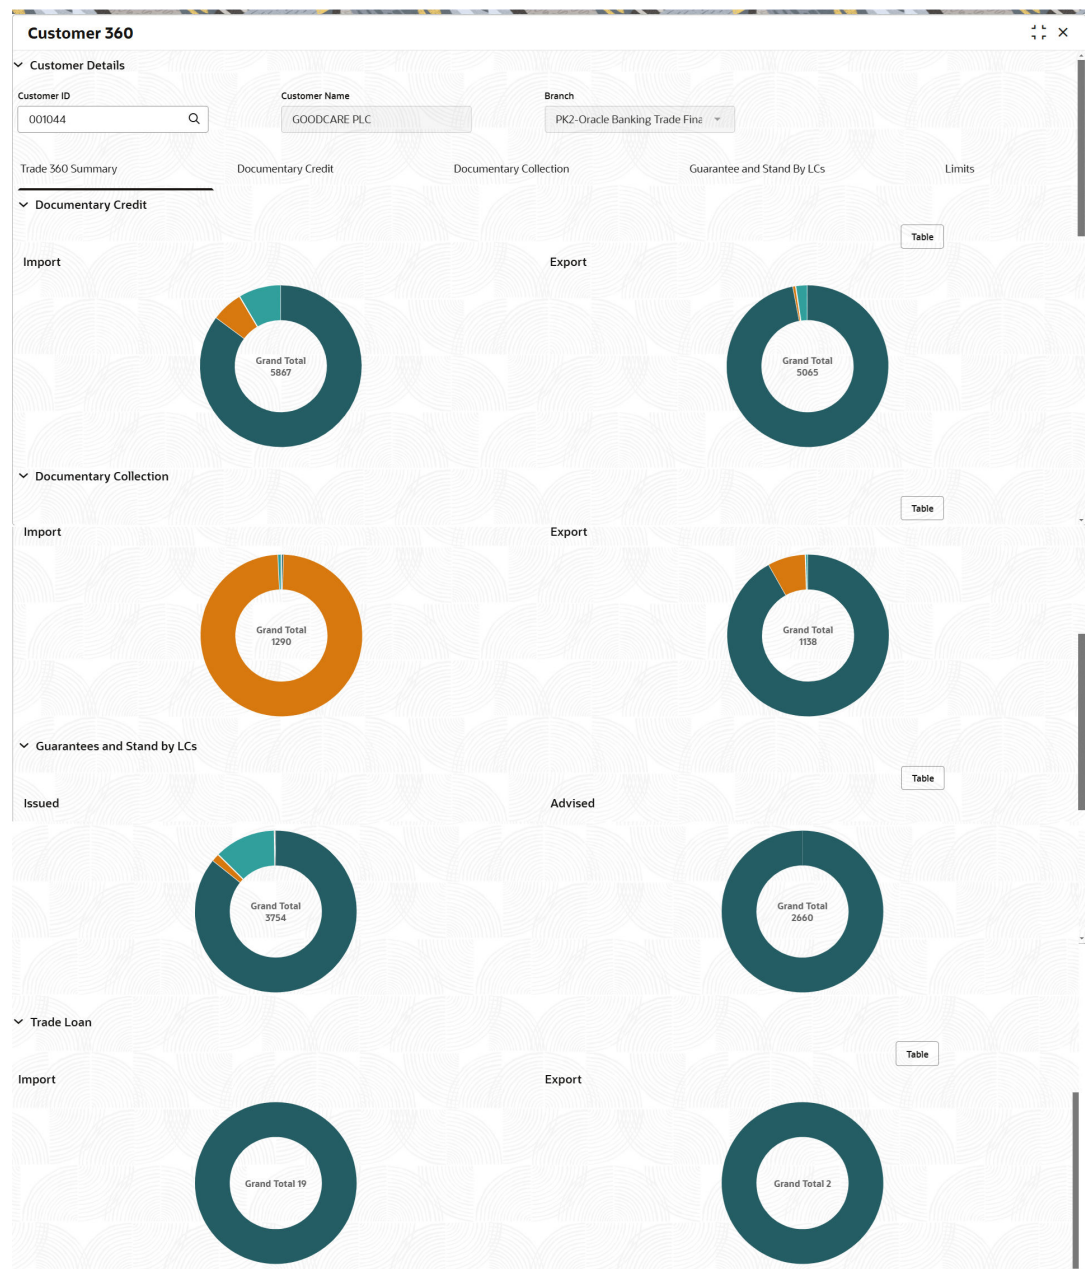 Customer 360
Customer Details
Customer ID
Customer Name
Branch
001044
GOODCARE PLC
PK2-Oracle Banking Trade Fina
Trade 360 Summary
Documentary Credit
Documentary Collection
Guarantee and Stand By LCs
Limits
Documentary Credit
Table
Import
Export
Grand Total
5867
Grand Total
5065
Documentary Collection
Table
Import
Export
Grand Total
1290
Grand Total
1138
Guarantees and Stand by LCs
Table
Issued
Advised
Grand Total
3754
Grand Total
2660
Trade Loan
Table
Import
Export
Grand Total 19
Grand Total 2